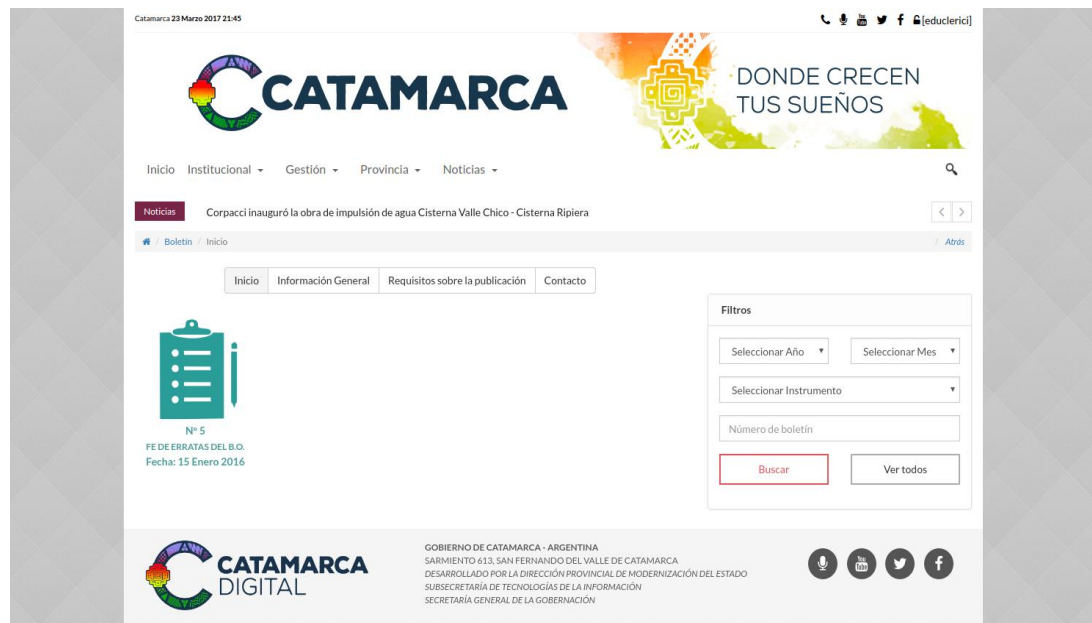 Catamarca 23 Marzo 2017 21:45
[educlerici]
CATAMARCA
DONDE CRECEN
TUS SUEÑOS
Inicio Institucional Gestión Provincia Noticias
Noticias Corpacci inauguró la obra de impulsión de agua Cisterna Valle Chico - Cisterna Ripiera
/ Boletín / Inicio / Atrás
Inicio Información General Requisitos sobre la publicación Contacto
Filtros
Seleccionar Año Seleccionar Mes
Seleccionar Instrumento
Número de boletín
Buscar Ver todos
Nº 5
FE DE ERRATAS DEL B.O.
Fecha: 15 Enero 2016
CATAMARCA
DIGITAL
GOBIERNO DE CATAMARCA - ARGENTINA
SARMIENTO 613, SAN FERNANDO DEL VALLE DE CATAMARCA
DESARROLLADO POR LA DIRECCIÓN PROVINCIAL DE MODERNIZACIÓN DEL ESTADO
SUBSECRETARÍA DE TECNOLOGÍAS DE LA INFORMACIÓN
SECRETARÍA GENERAL DE LA GOBERNACIÓN